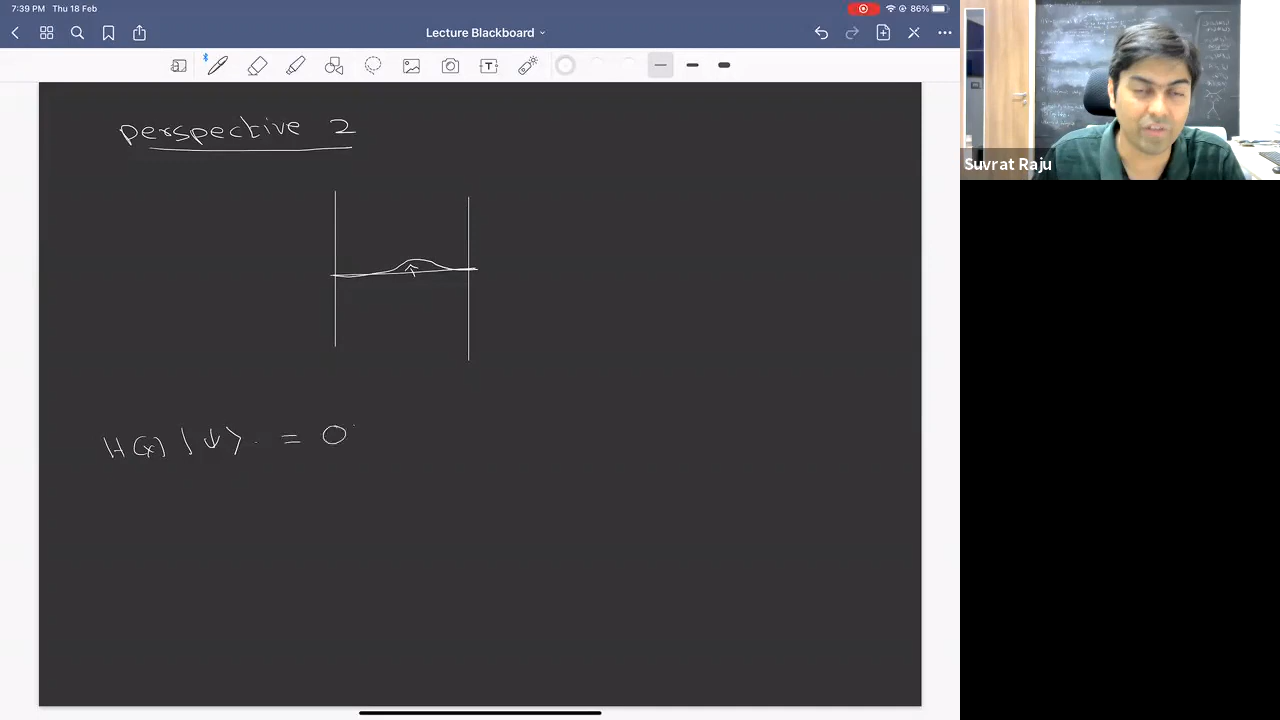 7:39 PM Thu 18 Feb
86%
Lecture Blackboard
T
Suvrat Raju
perspective 2
H(x) |ψ⟩ = 0